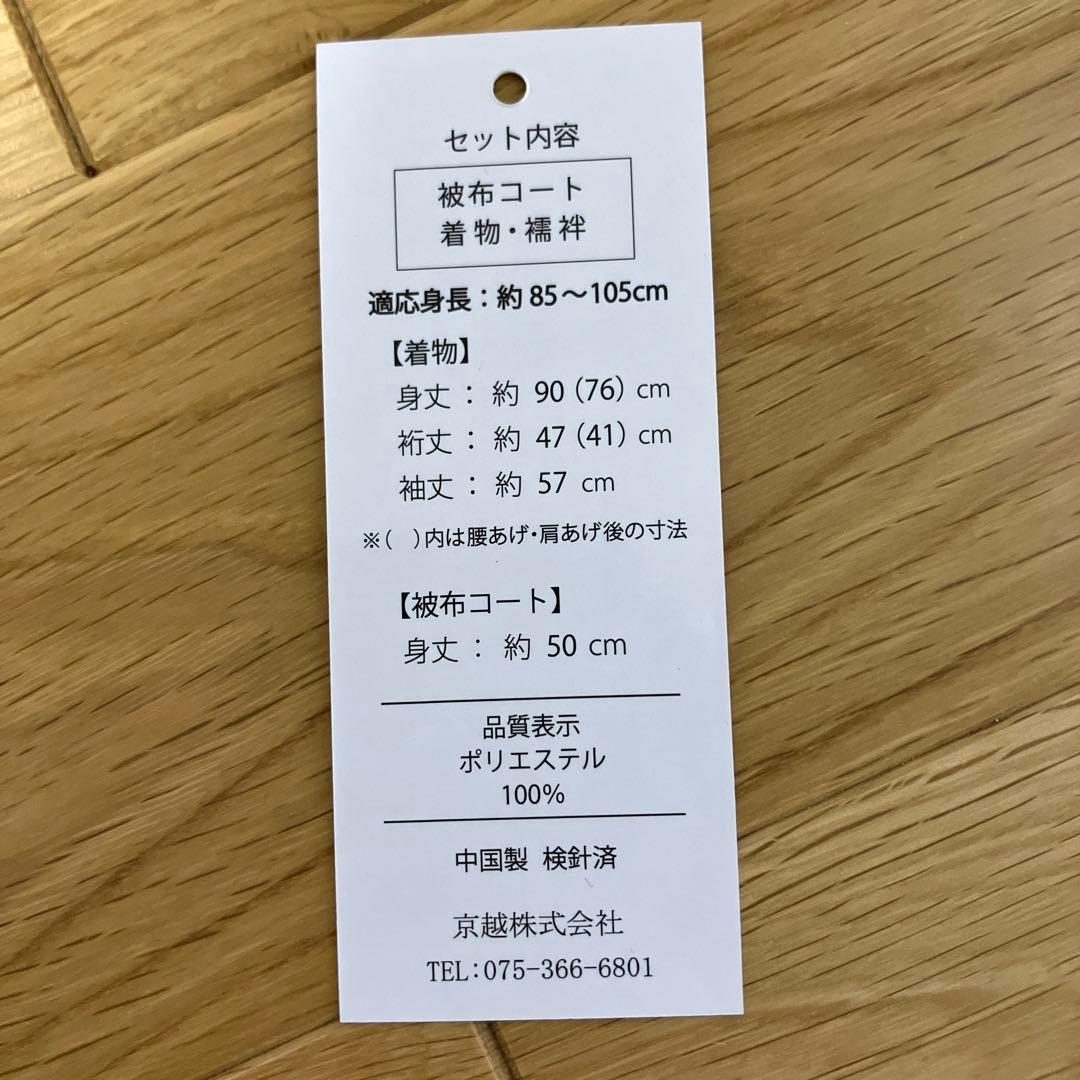 セット内容
被布コート
着物・襦袢
適応身長：約85～105cm
【着物】
身丈：約 90（76）cm
裄丈：約 47（41）cm
袖丈：約 57 cm
※（　）内は腰あげ・肩あげ後の寸法
【被布コート】
身丈：約 50 cm
品質表示
ポリエステル
100%
中国製 検針済
京越株式会社
TEL:075-366-6801